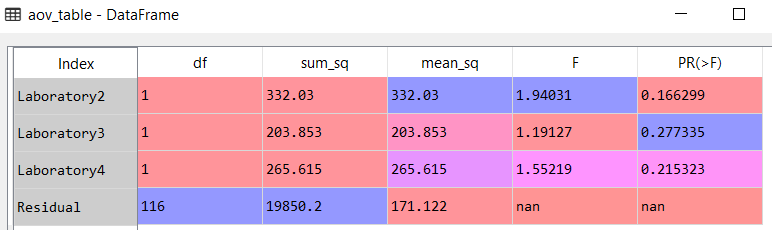 aov_table - DataFrame
Index df sum_sq mean_sq F PR(>F)
Laboratory2 1 332.03 332.03 1.94031 0.166299
Laboratory3 1 203.853 203.853 1.19127 0.277335
Laboratory4 1 265.615 265.615 1.55219 0.215323
Residual 116 19850.2 171.122 nan nan